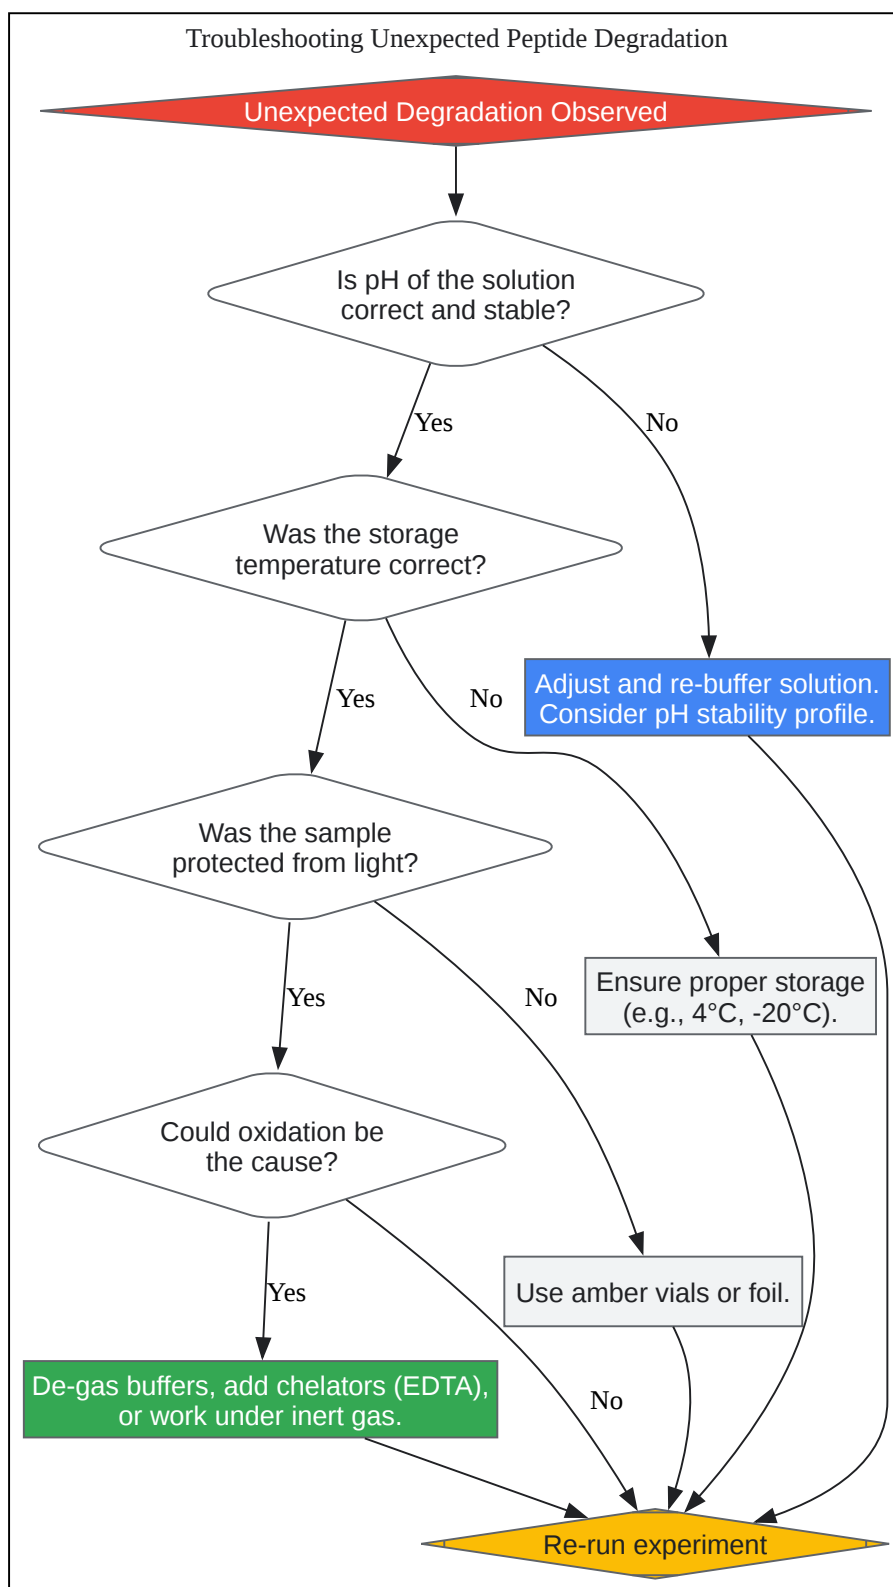 Troubleshooting Unexpected Peptide Degradation
Unexpected Degradation Observed
Is pH of the solution
correct and stable?
Yes
No
Was the storage
temperature correct?
Yes
No
Adjust and re-buffer solution.
Consider pH stability profile.
Was the sample
protected from light?
Yes
No
Ensure proper storage
(e.g., 4°C, -20°C).
Could oxidation be
the cause?
Yes
No
Use amber vials or foil.
De-gas buffers, add chelators (EDTA),
or work under inert gas.
Re-run experiment